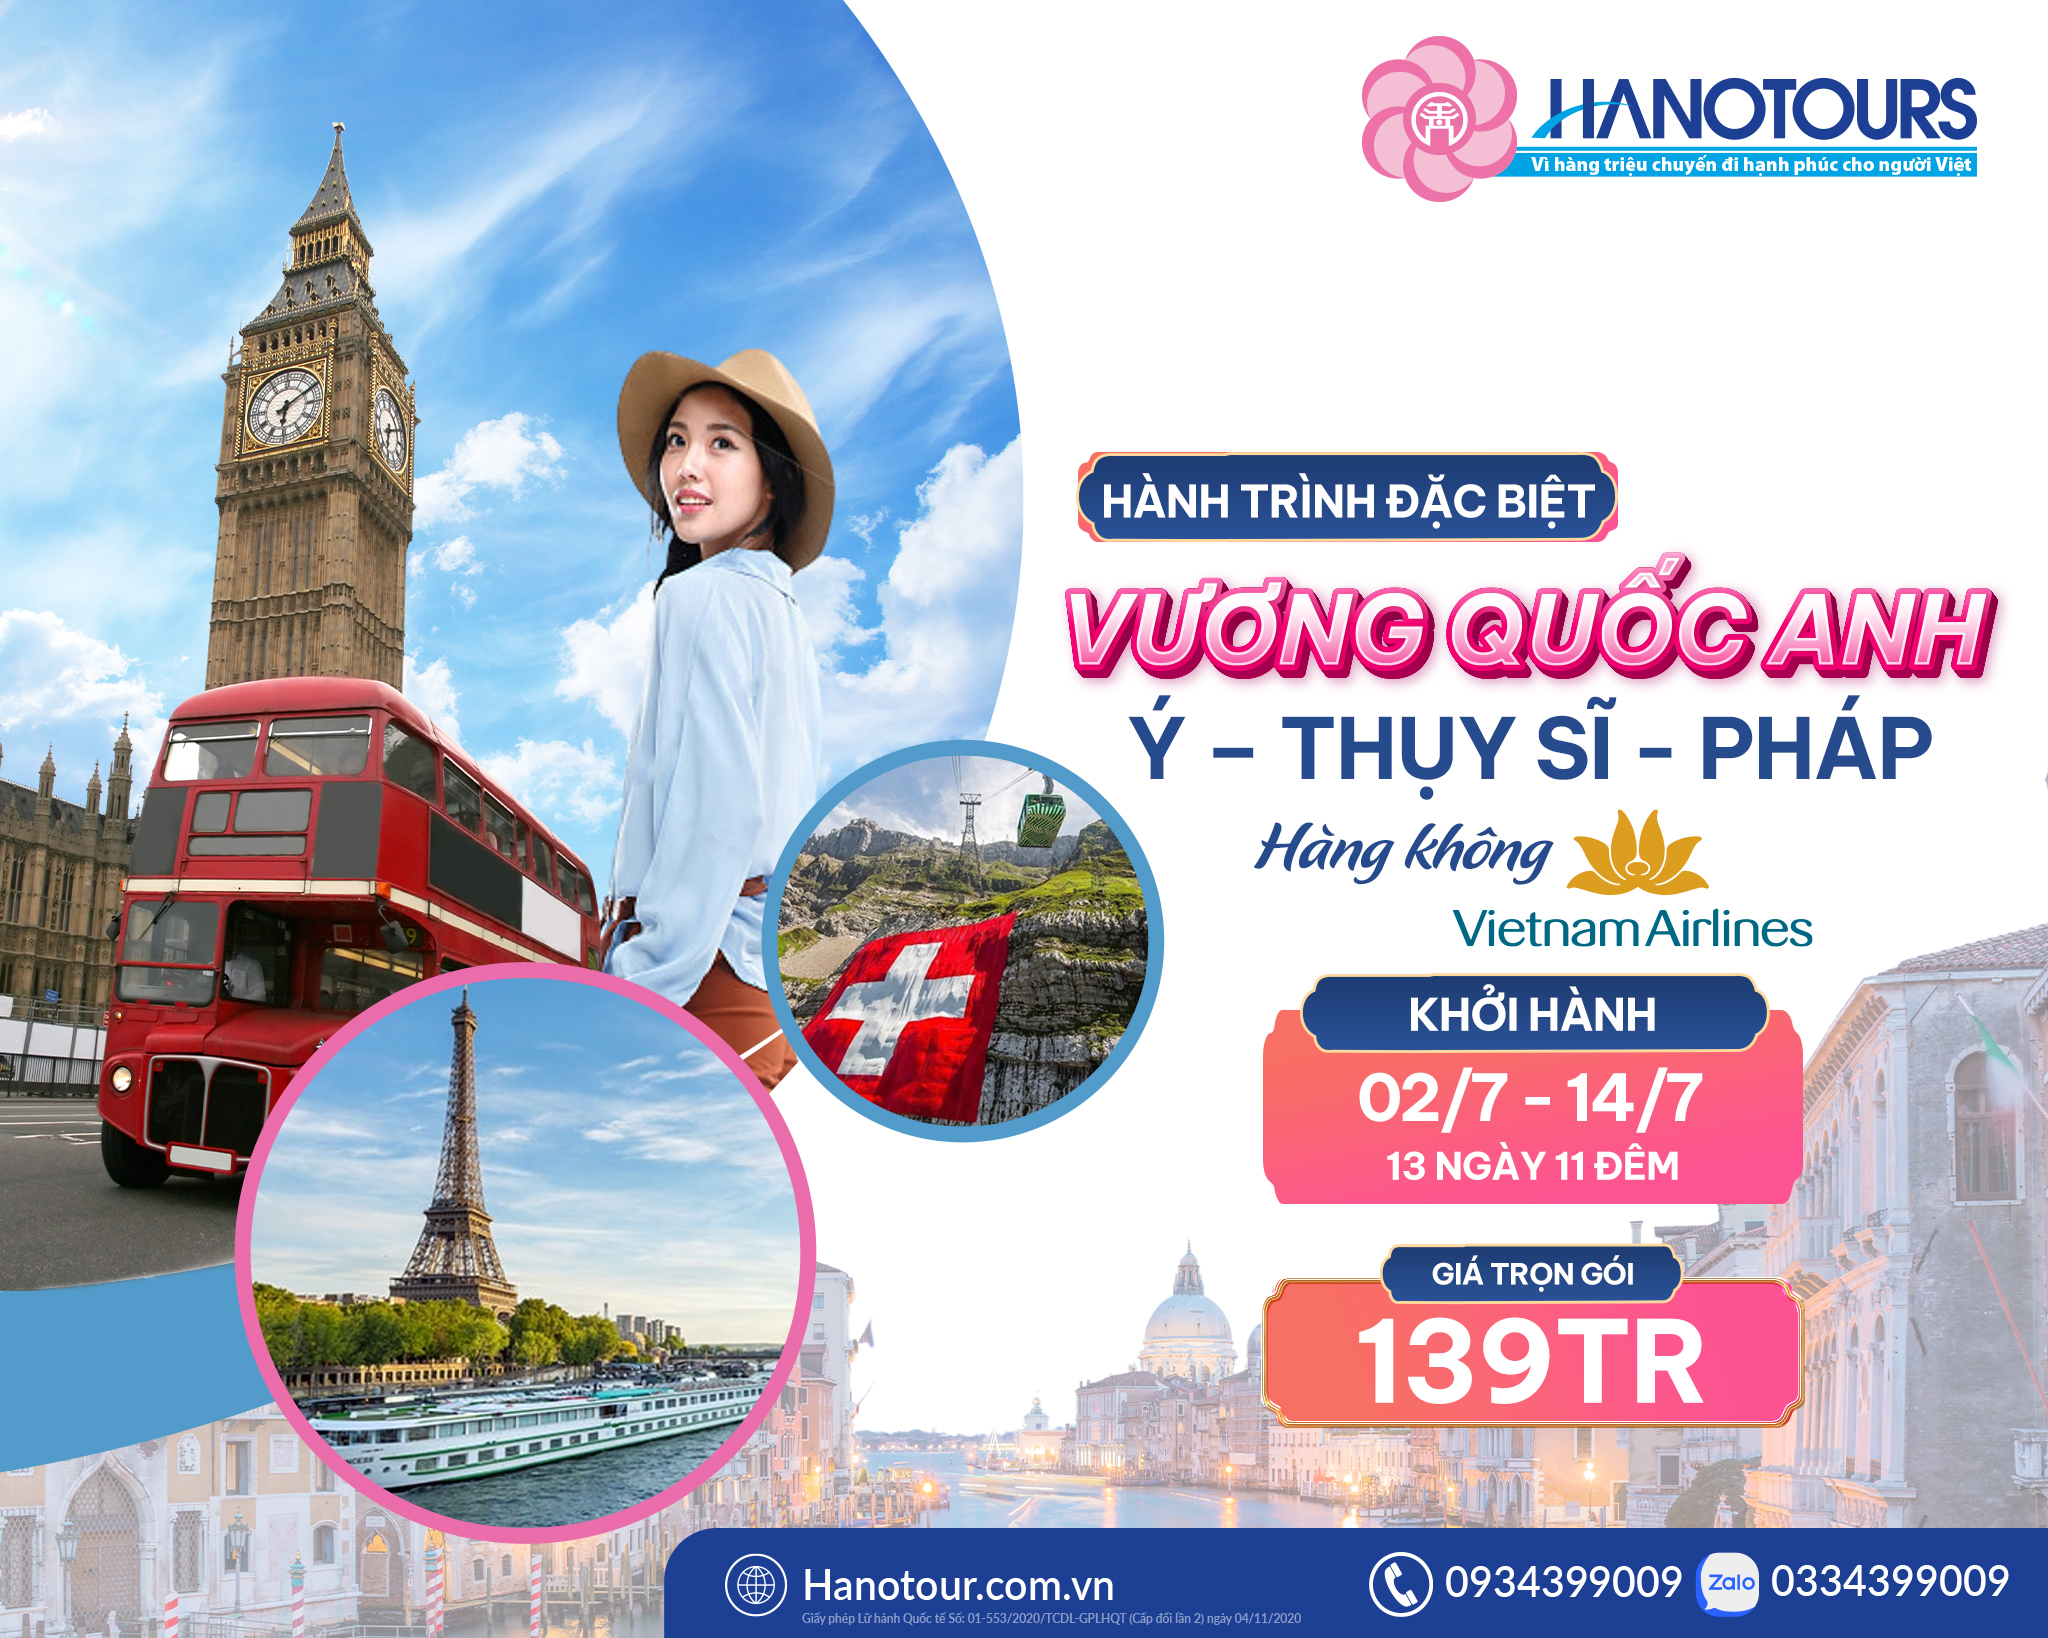 HANOTOURS
Vì hàng triệu chuyến đi hạnh phúc cho người Việt
HÀNH TRÌNH ĐẶC BIỆT
VƯƠNG QUỐC ANH
Ý – THỤY SĨ - PHÁP
Hàng không
Vietnam Airlines
KHỞI HÀNH
02/7 - 14/7
13 NGÀY 11 ĐÊM
GIÁ TRỌN GÓI
139TR
Hanotour.com.vn
Giấy phép Lữ hành Quốc tế Số: 01-553/2020/TCDL-GPLHQT (Cấp đổi lần 2) ngày 04/11/2020
0934399009
Zalo 0334399009